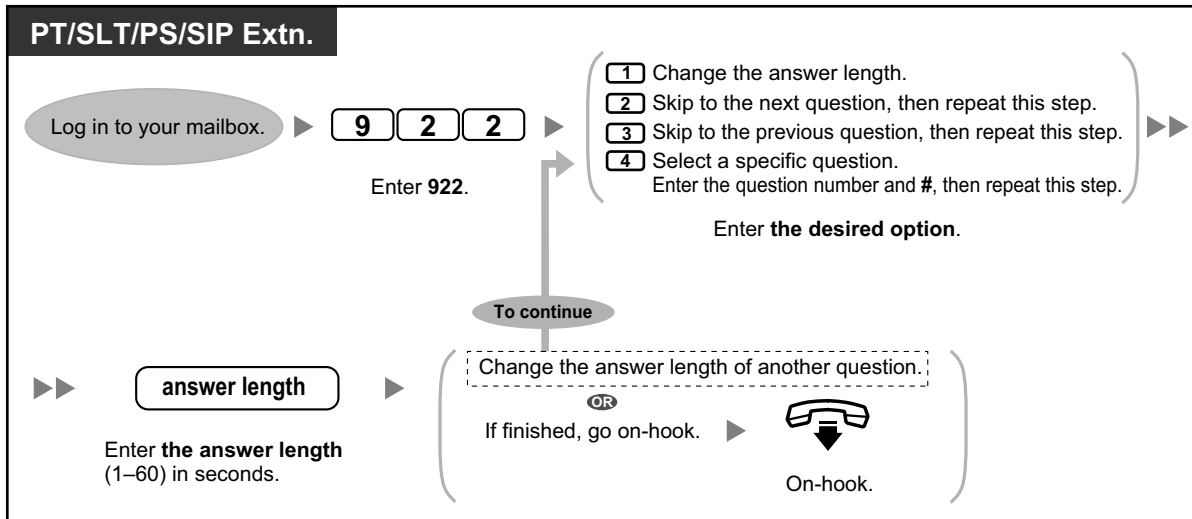 PT/SLT/PS/SIP Extn.
Log in to your mailbox.
9 2 2
Enter 922.
1 Change the answer length.
2 Skip to the next question, then repeat this step.
3 Skip to the previous question, then repeat this step.
4 Select a specific question.
Enter the question number and #, then repeat this step.
Enter the desired option.
To continue
answer length
Enter the answer length
(1–60) in seconds.
Change the answer length of another question.
OR
If finished, go on-hook.
On-hook.